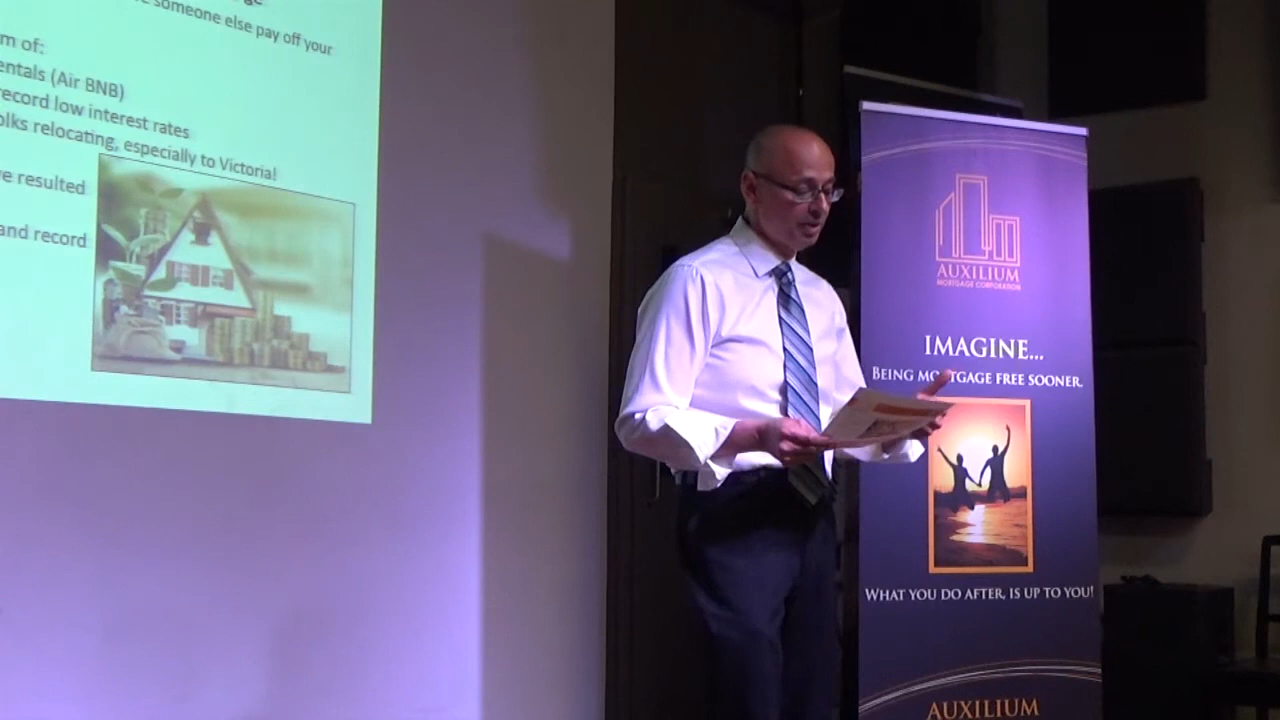 someone else pay off your
m of:
entals (Air BNB)
record low interest rates
olks relocating, especially to Victoria!
ve resulted
and record
AUXILIUM
MORTGAGE CORPORATION
IMAGINE...
BEING MORTGAGE FREE SOONER.
WHAT YOU DO AFTER, IS UP TO YOU!
AUXILIUM